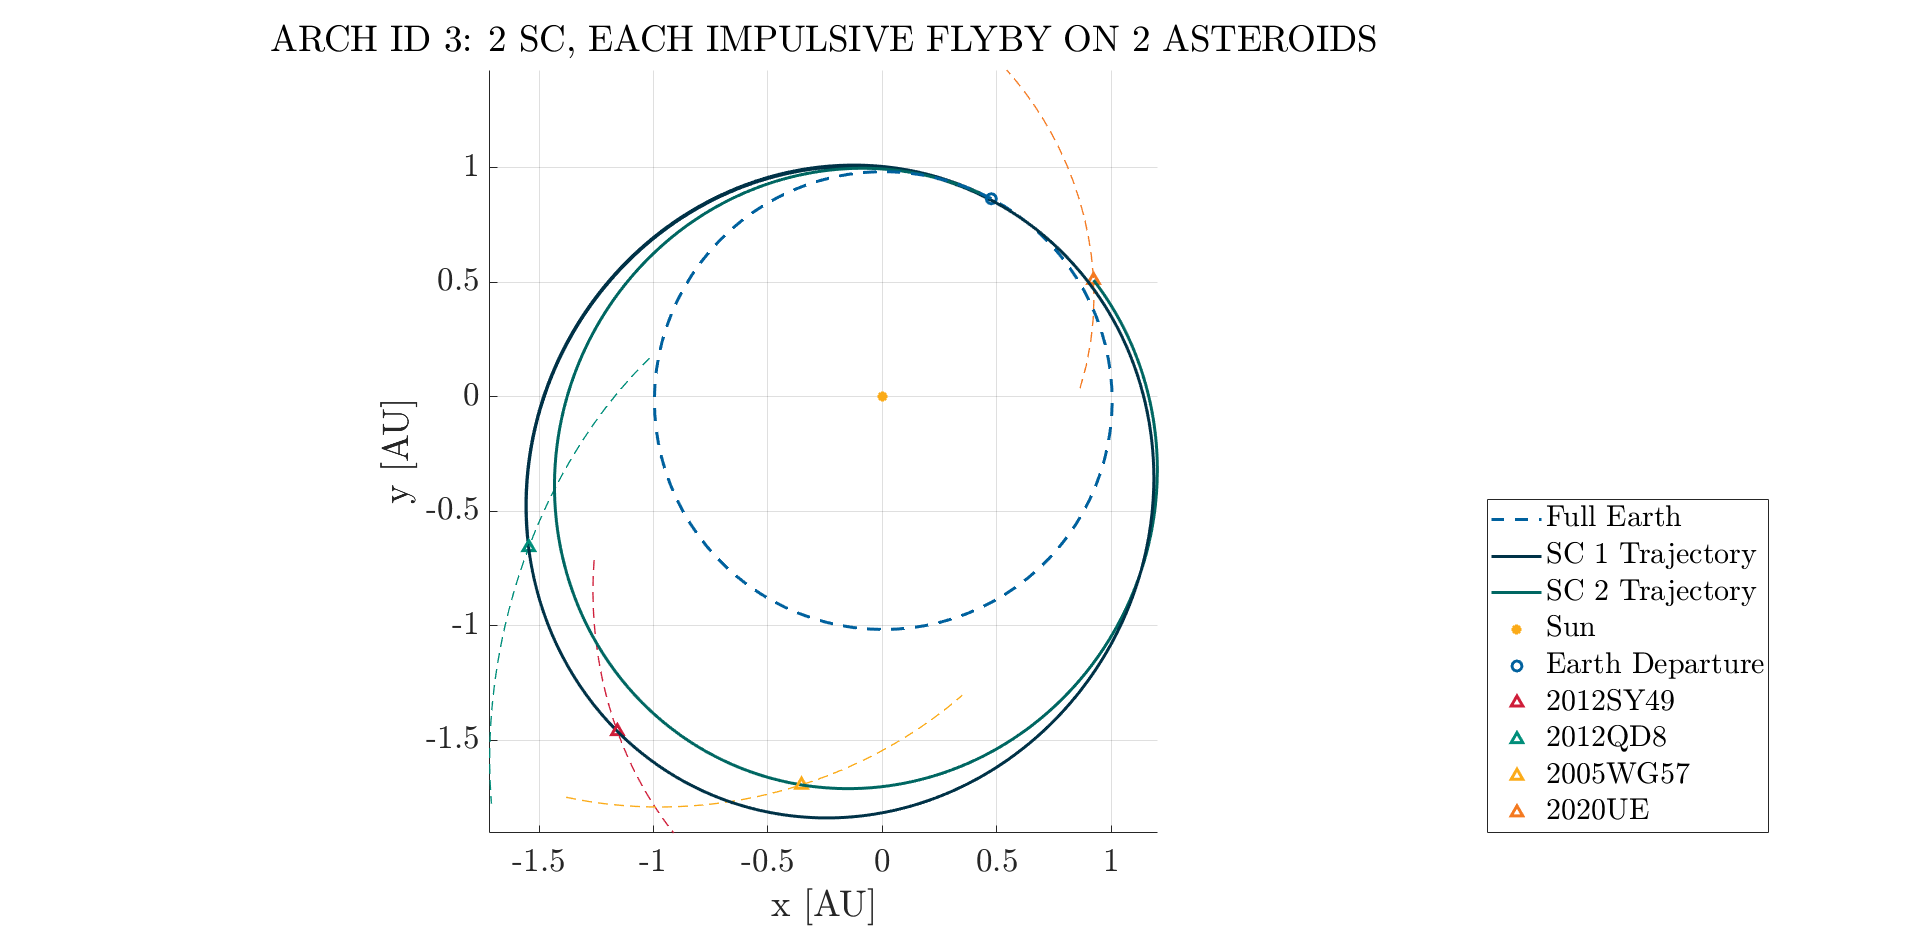 ARCH ID 3: 2 SC, EACH IMPULSIVE FLYBY ON 2 ASTEROIDS
1
0.5
0
-0.5
-1
-1.5
y [AU]
-1.5 -1 -0.5 0 0.5 1
x [AU]
Full Earth
SC 1 Trajectory
SC 2 Trajectory
Sun
Earth Departure
2012SY49
2012QD8
2005WG57
2020UE